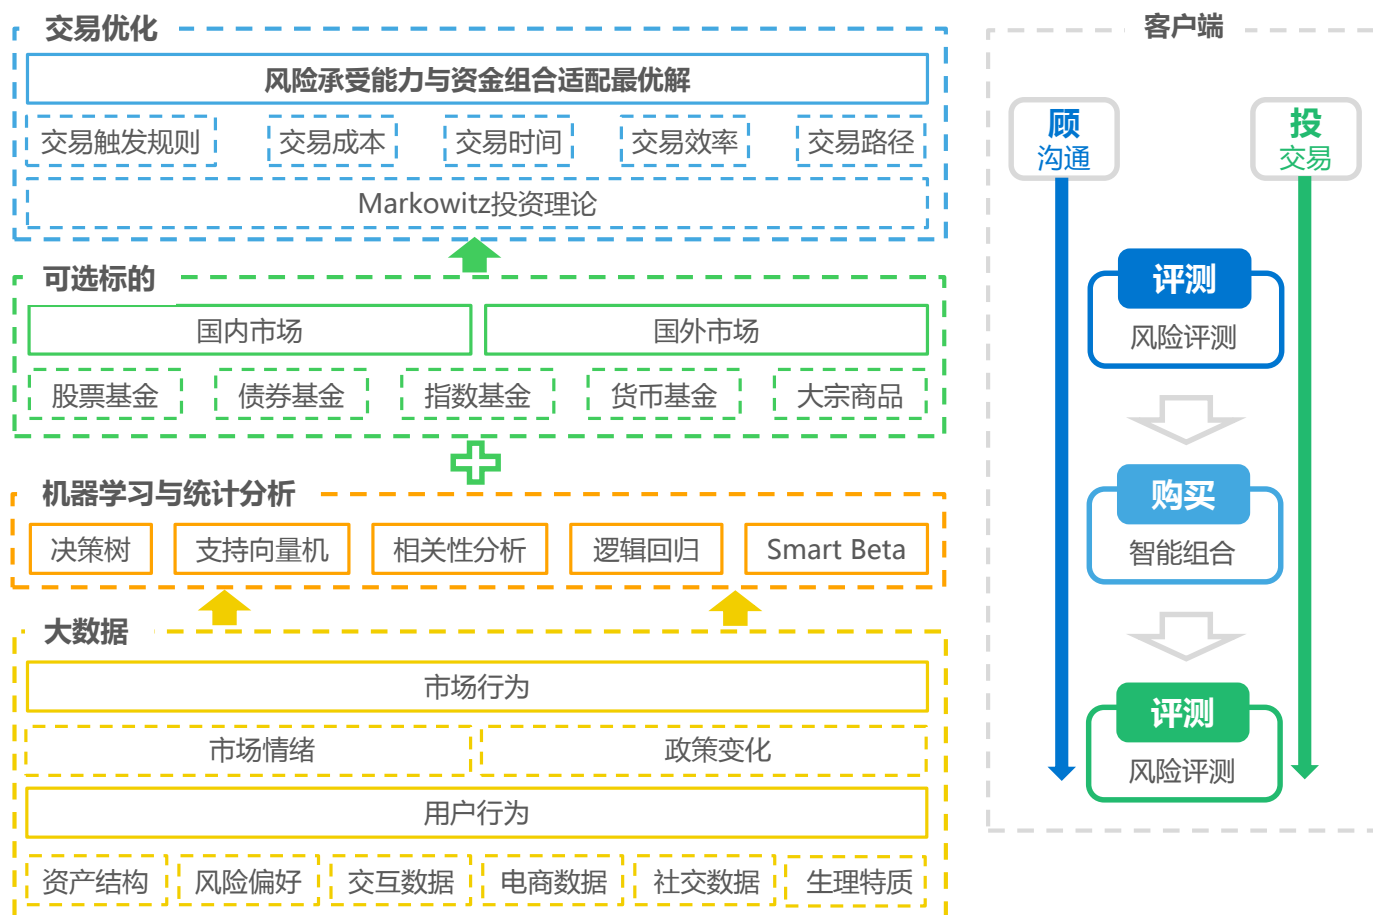 交易优化
风险承受能力与资金组合适配最优解
交易触发规则
交易成本
交易时间
交易效率
交易路径
Markowitz投资理论
可选标的
国内市场
国外市场
股票基金
债券基金
指数基金
货币基金
大宗商品
机器学习与统计分析
决策树
支持向量机
相关性分析
逻辑回归
Smart Beta
大数据
市场行为
市场情绪
政策变化
用户行为
资产结构
风险偏好
交互数据
电商数据
社交数据
生理特质
客户端
顾
沟通
投
交易
评测
风险评测
购买
智能组合
评测
风险评测